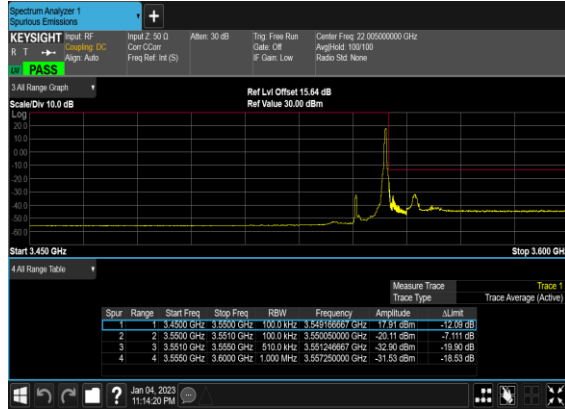 Spectrum Analyzer 1
Spurious Emissions
+
KEYSIGHT Input: RF Input Z: 50 Ω Atten: 30 dB Trig: Free Run Center Freq: 22.005000000 GHz
R T Coupling: DC Corr CCorr Gate: Off Avg|Hold: 100/100
Align: Auto Freq Ref: Int (S) IF Gain: Low Radio Std: None
PASS
3 All Range Graph
Ref Lvl Offset 15.64 dB
Scale/Div 10.0 dB Ref Value 30.00 dBm
Log
20.0
10.0
0.00
-10.0
-20.0
-30.0
-40.0
-50.0
-60.0
Start 3.450 GHz Stop 3.600 GH
4 All Range Table
Measure Trace Trace 1
Trace Type Trace Average (Active)
Spur Range Start Freq Stop Freq RBW Frequency Amplitude ΔLimit
1 1 3.4500 GHz 3.5500 GHz 100.0 kHz 3.549166667 GHz 17.91 dBm -12.09 dB
2 2 3.5500 GHz 3.5510 GHz 100.0 kHz 3.550050000 GHz -20.11 dBm -7.111 dB
3 3 3.5510 GHz 3.5550 GHz 510.0 kHz 3.551246667 GHz -32.90 dBm -19.90 dB
4 4 3.5550 GHz 3.6000 GHz 1.000 MHz 3.557250000 GHz -31.53 dBm -18.53 dB
? Jan 04, 2023
11:14:20 PM